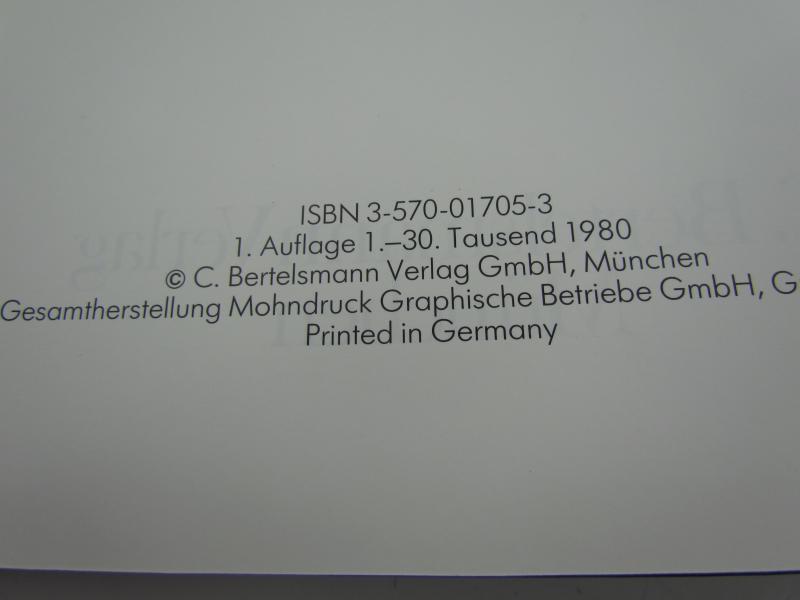 ISBN 3-570-01705-3
1. Auflage 1.–30. Tausend 1980
© C. Bertelsmann Verlag GmbH, München
Gesamtherstellung Mohndruck Graphische Betriebe GmbH, G
Printed in Germany